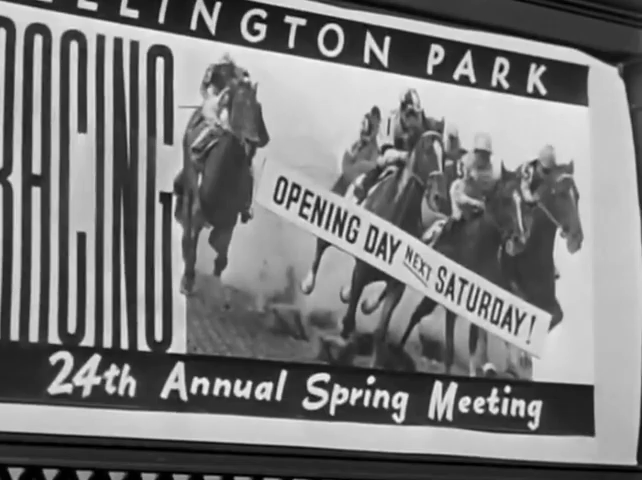 ELLINGTON PARK
RACING
OPENING DAY NEXT SATURDAY!
24th Annual Spring Meeting